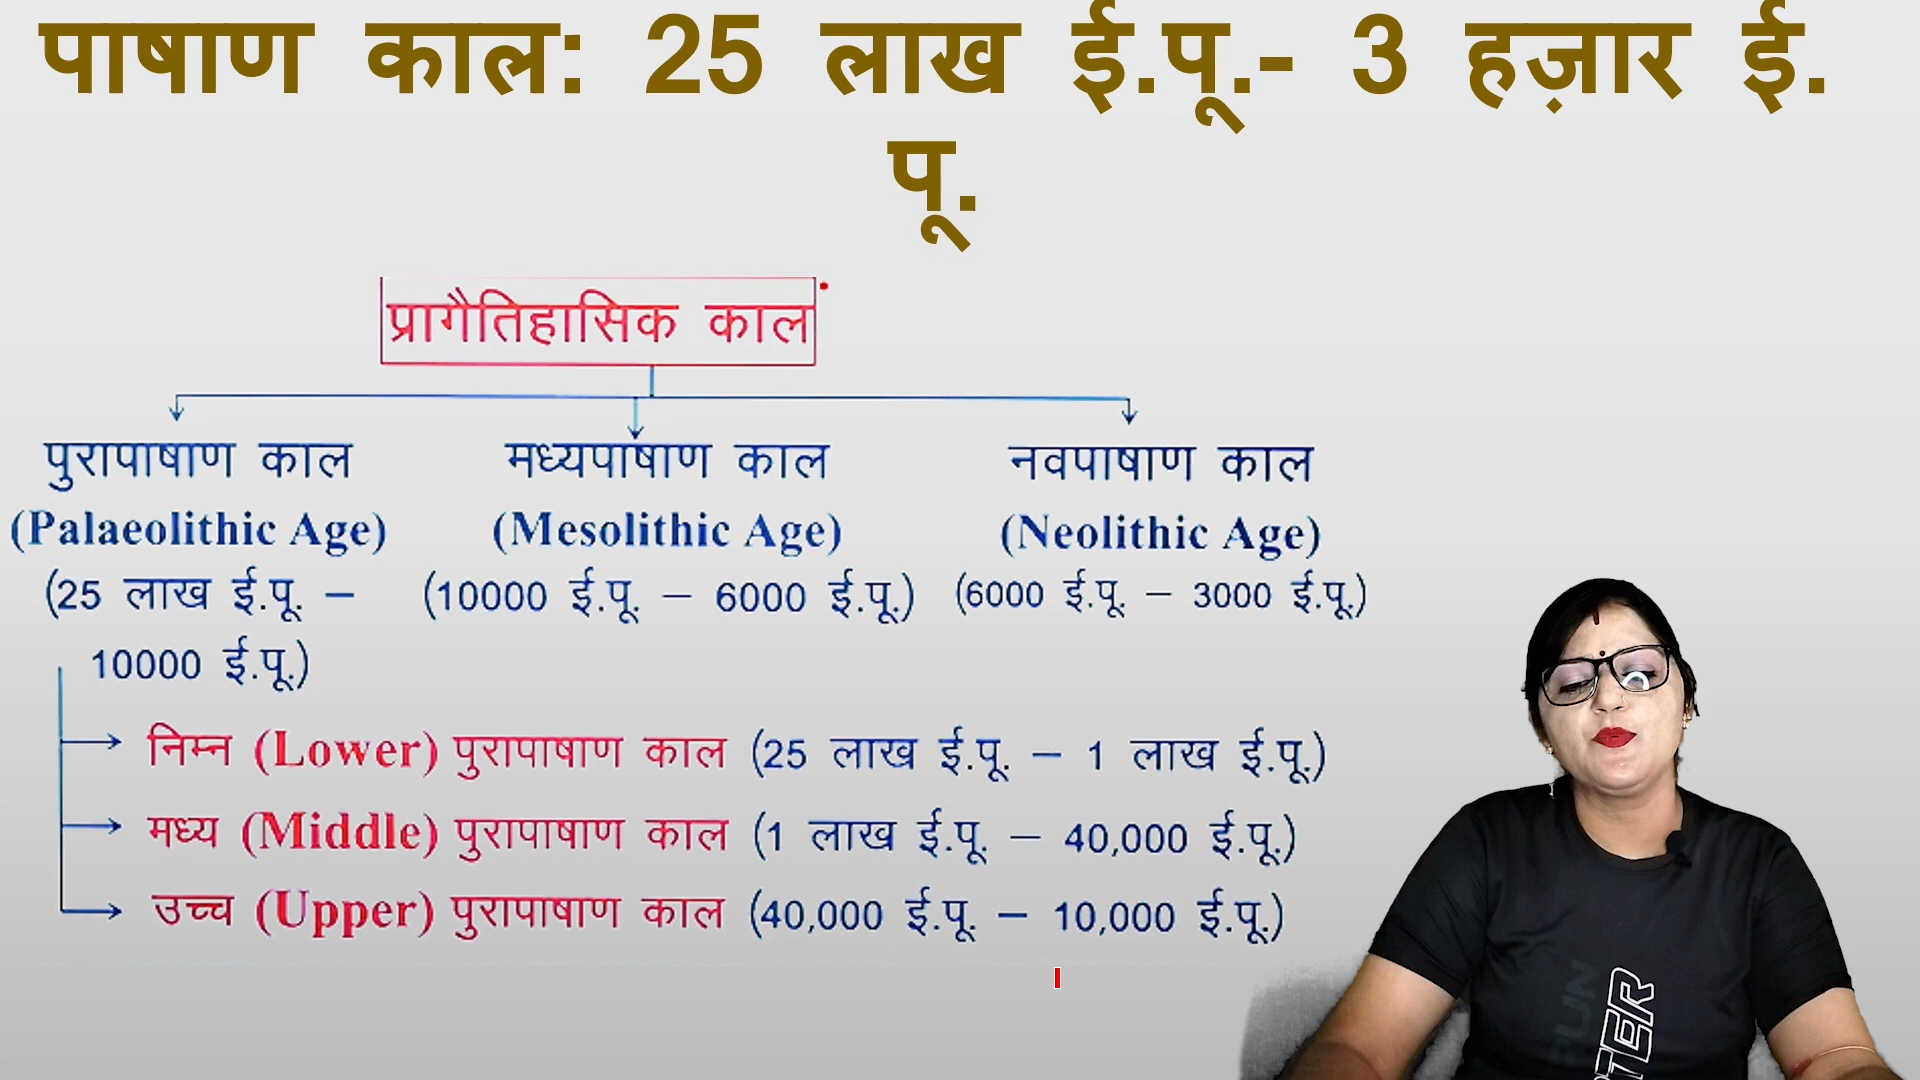 पाषाण काल: 25 लाख ई.पू.- 3 हज़ार ई.
पू.
प्रागैतिहासिक काल
पुरापाषाण काल मध्यपाषाण काल नवपाषाण काल
(Palaeolithic Age) (Mesolithic Age) (Neolithic Age)
(25 लाख ई.पू. – (10000 ई.पू. – 6000 ई.पू.) (6000 ई.पू. – 3000 ई.पू.)
10000 ई.पू.)
निम्न (Lower) पुरापाषाण काल (25 लाख ई.पू. – 1 लाख ई.पू.)
मध्य (Middle) पुरापाषाण काल (1 लाख ई.पू. – 40,000 ई.पू.)
उच्च (Upper) पुरापाषाण काल (40,000 ई.पू. – 10,000 ई.पू.)
RUN